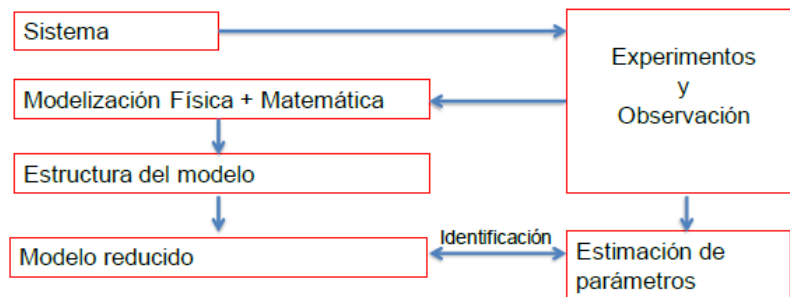 Sistema
Experimentos
y
Observación
Modelización Física + Matemática
Estructura del modelo
Modelo reducido
Identificación
Estimación de
parámetros